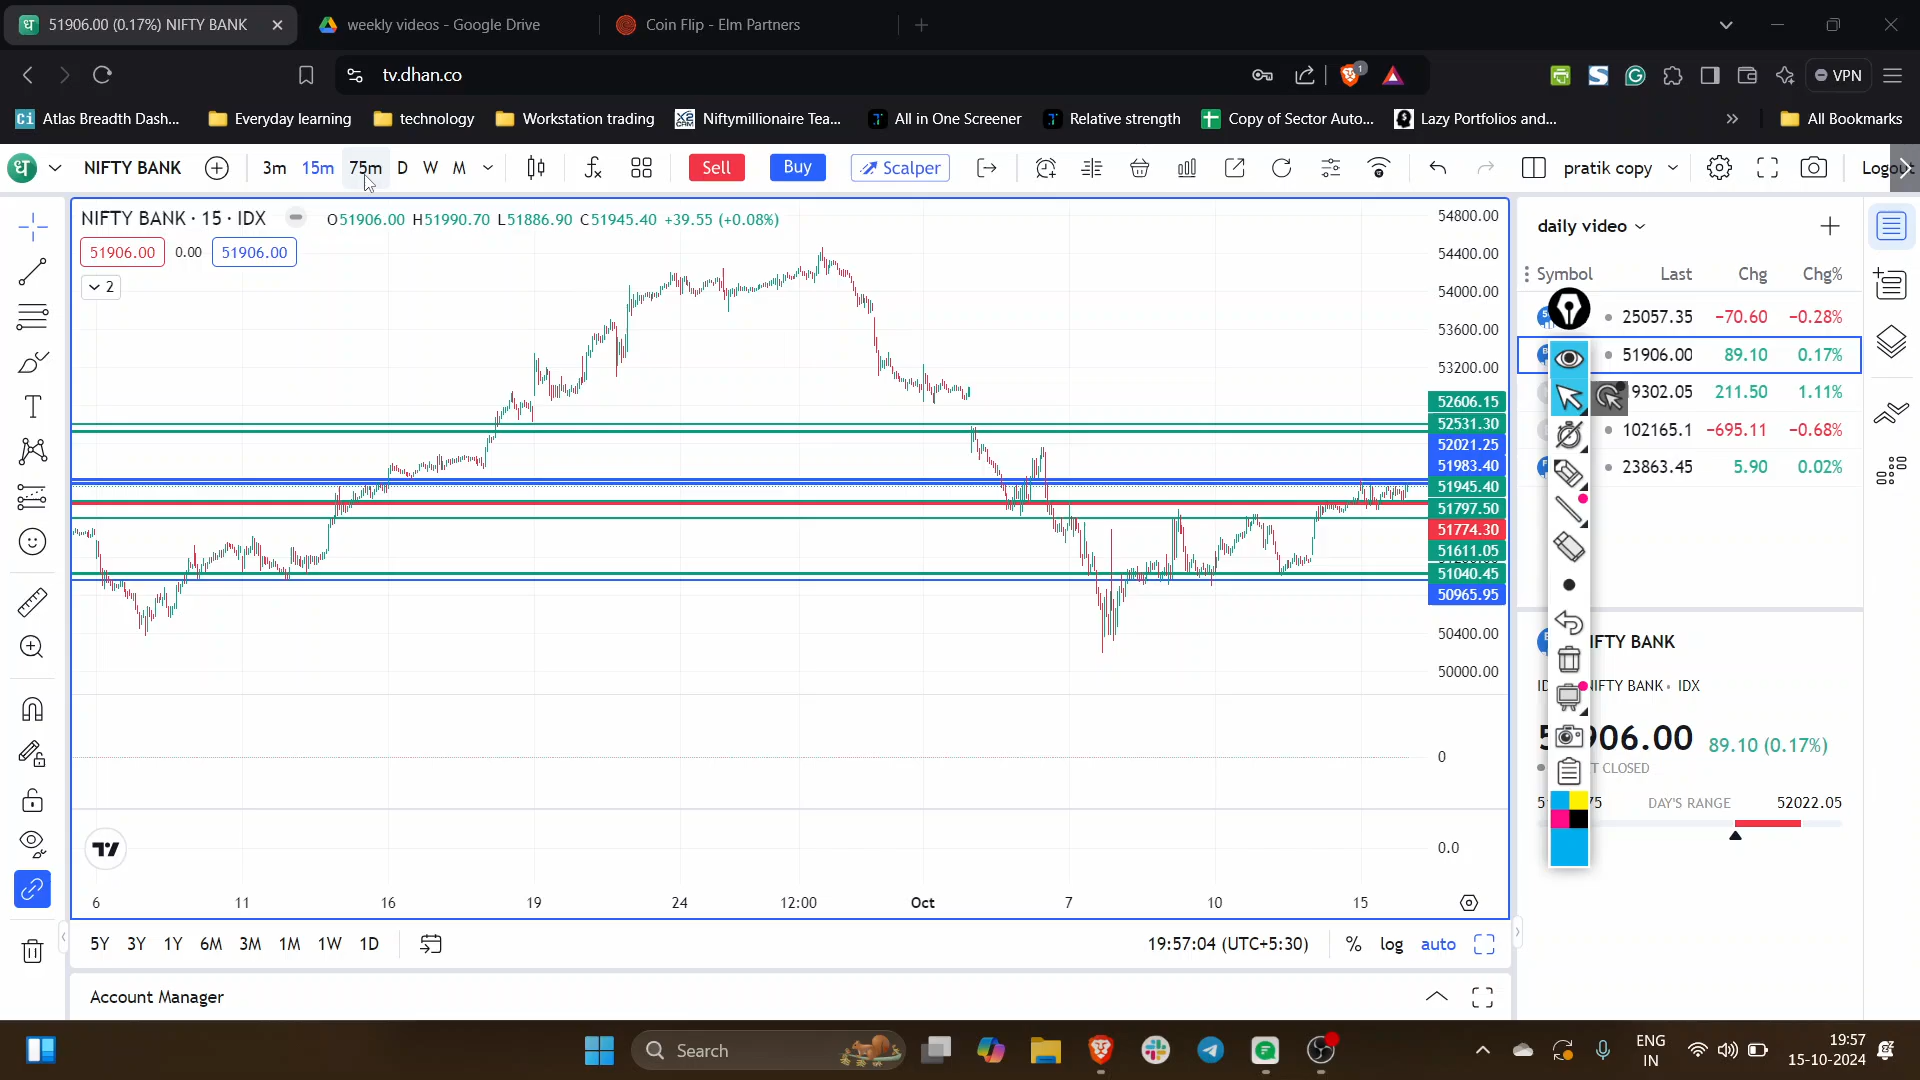 51906.00 (0.17%) NIFTY BANK
weekly videos - Google Drive
Coin Flip - Elm Partners
tv.dhan.co
1
VPN
Atlas Breadth Dash...
Everyday learning
technology
Workstation trading
Niftymillionaire Tea...
All in One Screener
Relative strength
Copy of Sector Auto...
Lazy Portfolios and...
All Bookmarks
NIFTY BANK
3m 15m 75m D W M
Sell
Buy
Scalper
pratik copy
NIFTY BANK · 15 · IDX
O51906.00 H51990.70 L51886.90 C51945.40 +39.55 (+0.08%)
51906.00 0.00 51906.00
2
54800.00
54400.00
54000.00
53600.00
53200.00
52606.15
52531.30
52021.25
51983.40
51945.40
51797.50
51774.30
51611.05
51040.45
50965.95
50400.00
50000.00
0
0.0
6 11 16 19 24 12:00 Oct 7 10 15
5Y 3Y 1Y 6M 3M 1M 1W 1D
19:57:04 (UTC+5:30)
% log auto
Account Manager
daily video
Symbol Last Chg Chg%
25057.35 −70.60 −0.28%
51906.00 89.10 0.17%
9302.05 211.50 1.11%
102165.1 −695.11 −0.68%
23863.45 5.90 0.02%
IFTY BANK
NIFTY BANK · IDX
906.00 89.10 (0.17%)
T CLOSED
DAY'S RANGE 52022.05
Search
ENG
IN
19:57
15-10-2024